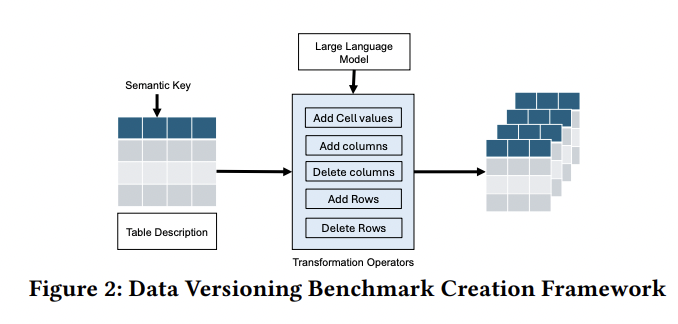 Large Language
Model
Semantic Key
Add Cell values
Add columns
Delete columns
Add Rows
Delete Rows
Table Description
Transformation Operators
Figure 2: Data Versioning Benchmark Creation Framework